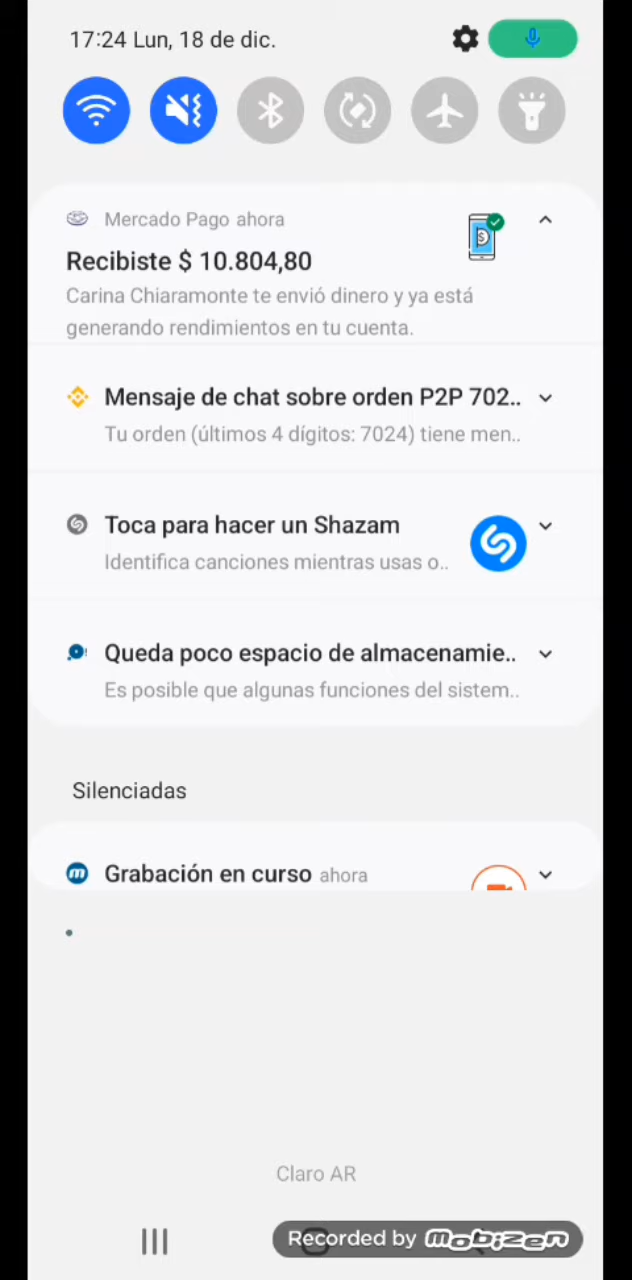 17:24 Lun, 18 de dic.
Mercado Pago ahora
Recibiste $ 10.804,80
Carina Chiaramonte te envió dinero y ya está
generando rendimientos en tu cuenta.
Mensaje de chat sobre orden P2P 702..
Tu orden (últimos 4 dígitos: 7024) tiene men..
Toca para hacer un Shazam
Identifica canciones mientras usas o..
Queda poco espacio de almacenamie..
Es posible que algunas funciones del sistem..
Silenciadas
Grabación en curso ahora
Claro AR
Recorded by mobizen